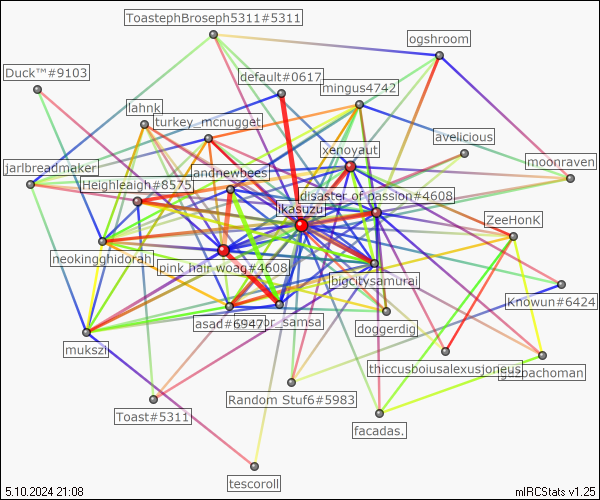 ToastephBroseph5311#5311
ogshroom
Duck™#9103
default#0617
mingus4742
lahnk
turkey_mcnugget
avelicious
xenoyaut
jarlbreadmaker
andnewbees
moonraven
Heighleaigh#8575
disaster of passion#4608
ikasuzu
ZeeHonK
neokingghidorah
pink hair woag#4608
bigcitysamurai
Knowun#6424
asad#6947
_samsa
doggerdig
mukszi
thiccusboiusalexusjoneus
gazpachoman
Random Stuf6#5983
Toast#5311
facadas.
tescoroll
5.10.2024 21:08
mIRCStats v1.25